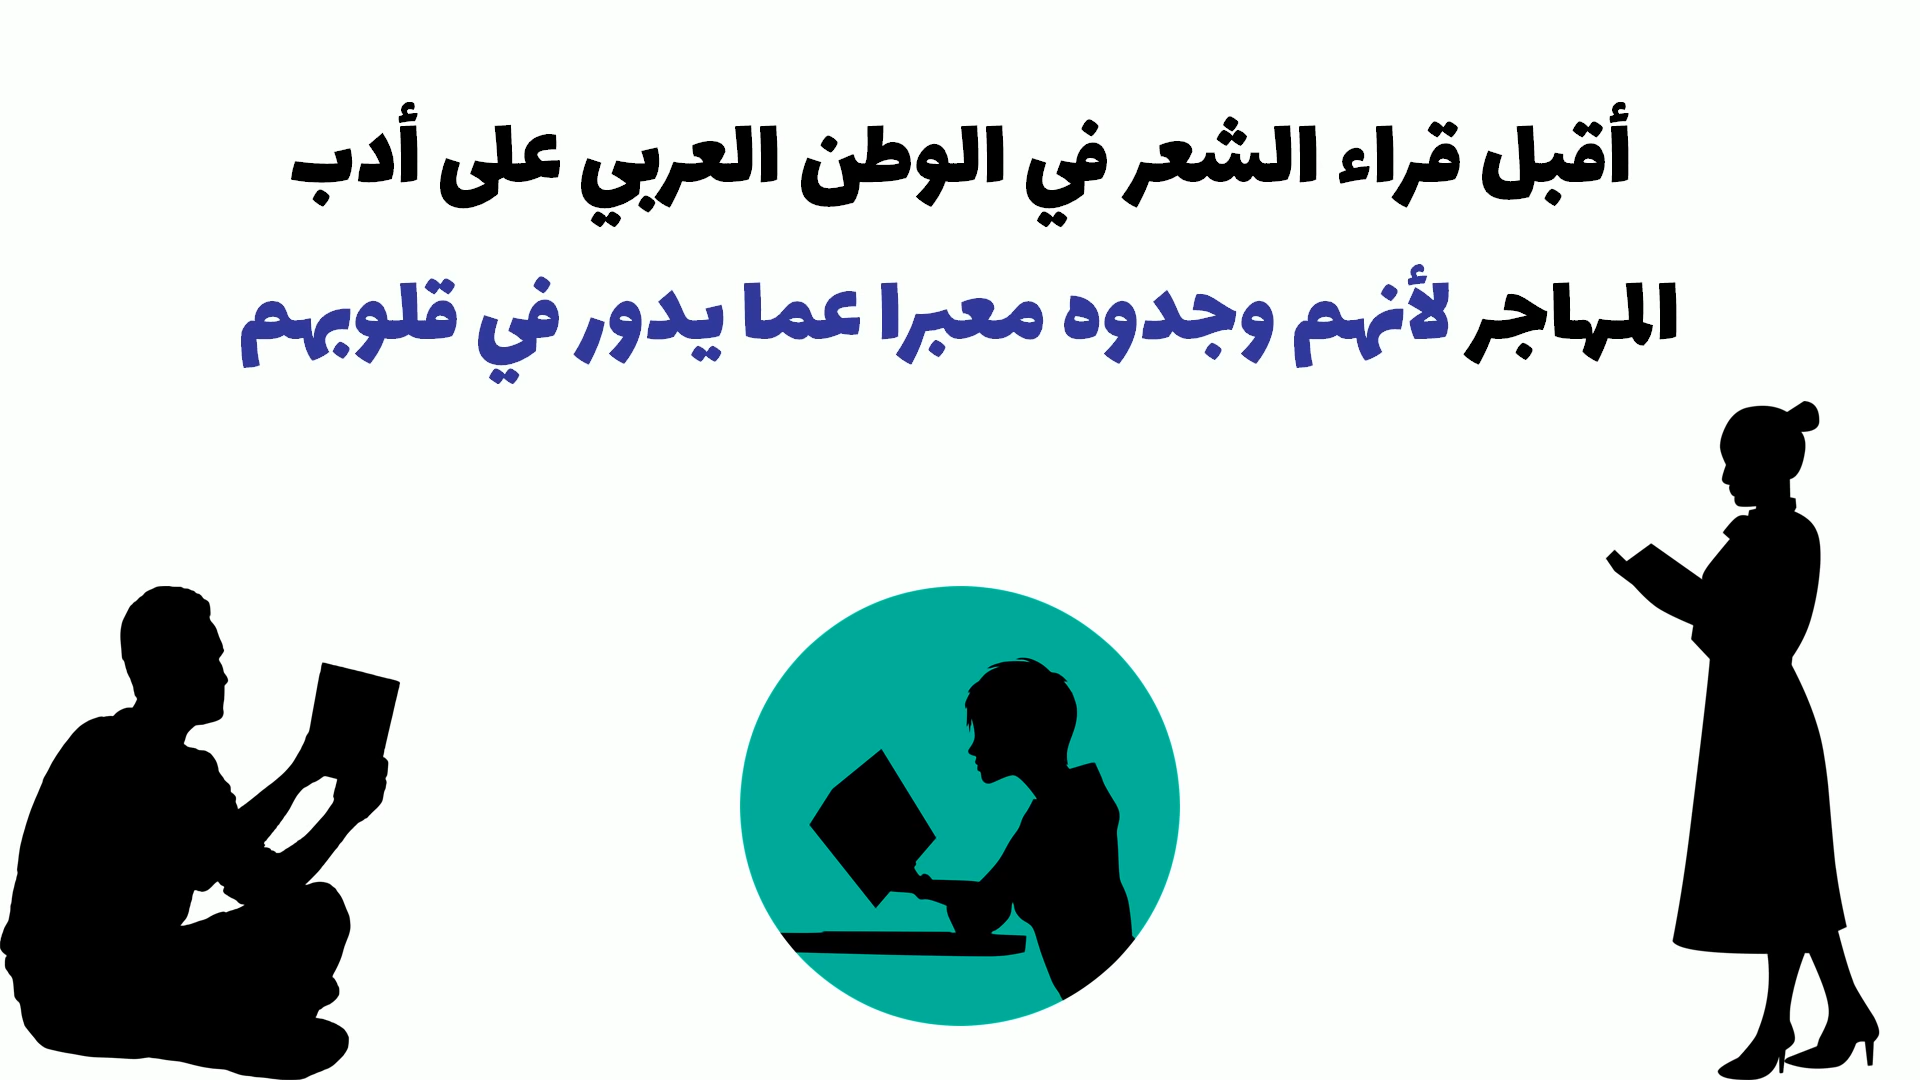 أقبل قراء الشعر في الوطن العربي على أدب
المهاجر لأنهم وجدوه معبرا عما يدور في قلوبهم